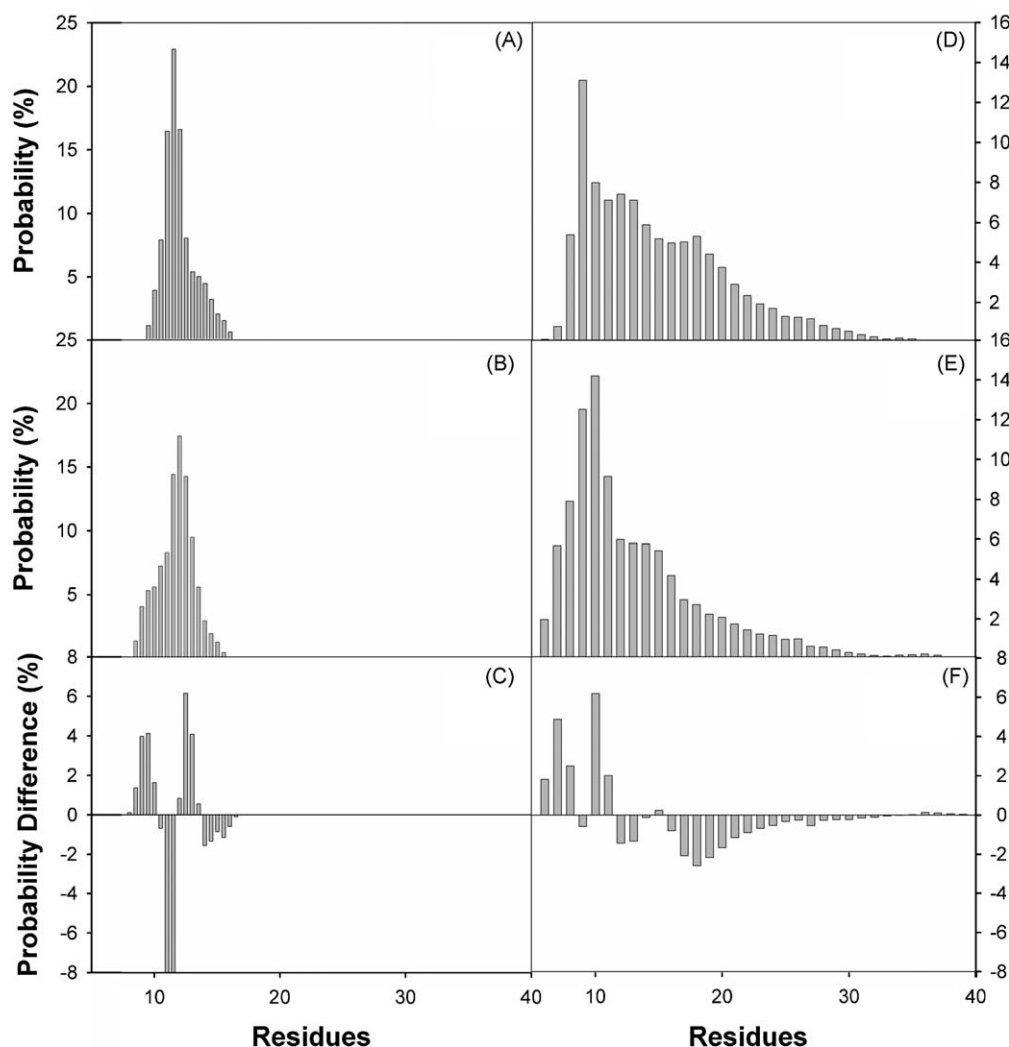 25 (A) (D) 16
14
20 12
Probability (%) 15 10
8
10 6
4
5 2
25 (B) (E) 16
14
20 12
Probability (%) 15 10
8
10 6
4
5 2
8 (C) (F) 8
6 6
4 4
2 2
Probability Difference (%) 0 0
-2 -2
-4 -4
-6 -6
-8 -8
10 20 30 40 10 20 30 40
Residues Residues